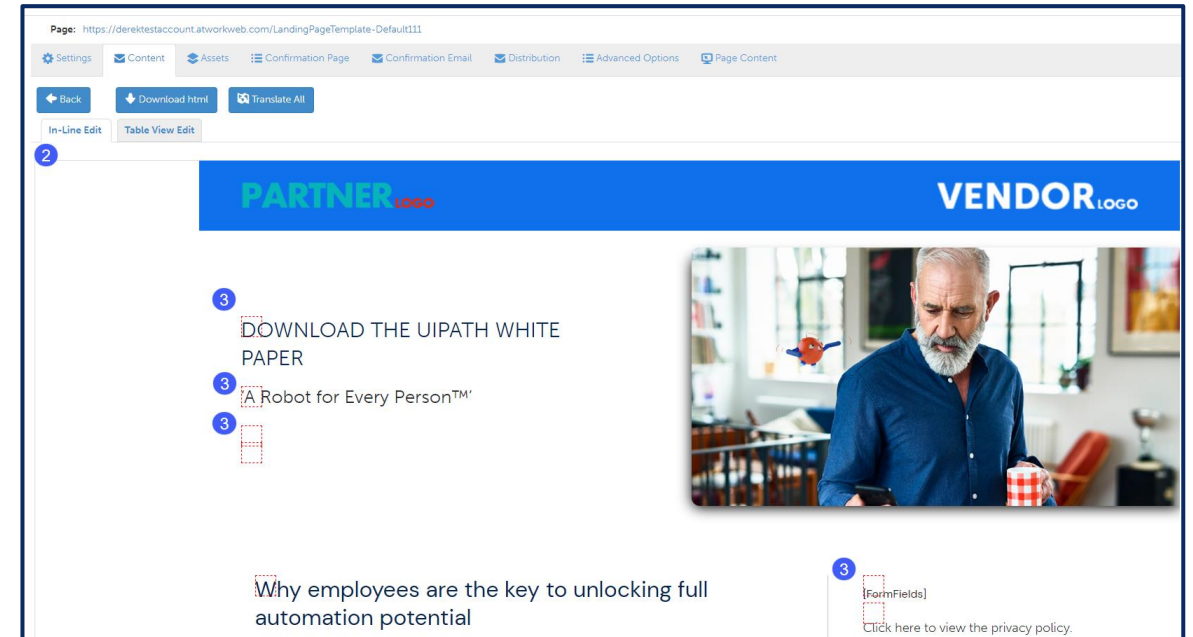 Page: https://derektestaccount.atworkweb.com/LandingPageTemplate-Default111
Settings Content Assets Confirmation Page Confirmation Email Distribution Advanced Options Page Content
Back Download html Translate All
In-Line Edit Table View Edit
2
PARTNER LOGO VENDOR LOGO
3
DOWNLOAD THE UIPATH WHITE
PAPER
3
'A Robot for Every Person™'
3
Why employees are the key to unlocking full
automation potential
3
[FormFields]
Click here to view the privacy policy.